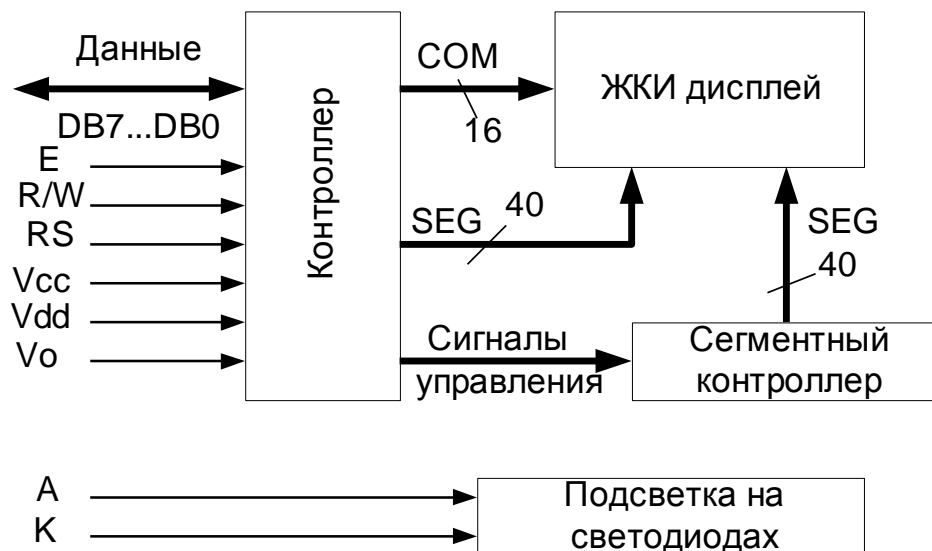 Данные
DB7...DB0
E
R/W
RS
Vcc
Vdd
Vo
Контроллер
COM
16
ЖКИ дисплей
SEG
40
SEG
40
Сигналы
управления
Сегментный
контроллер
A
K
Подсветка на
светодиодах